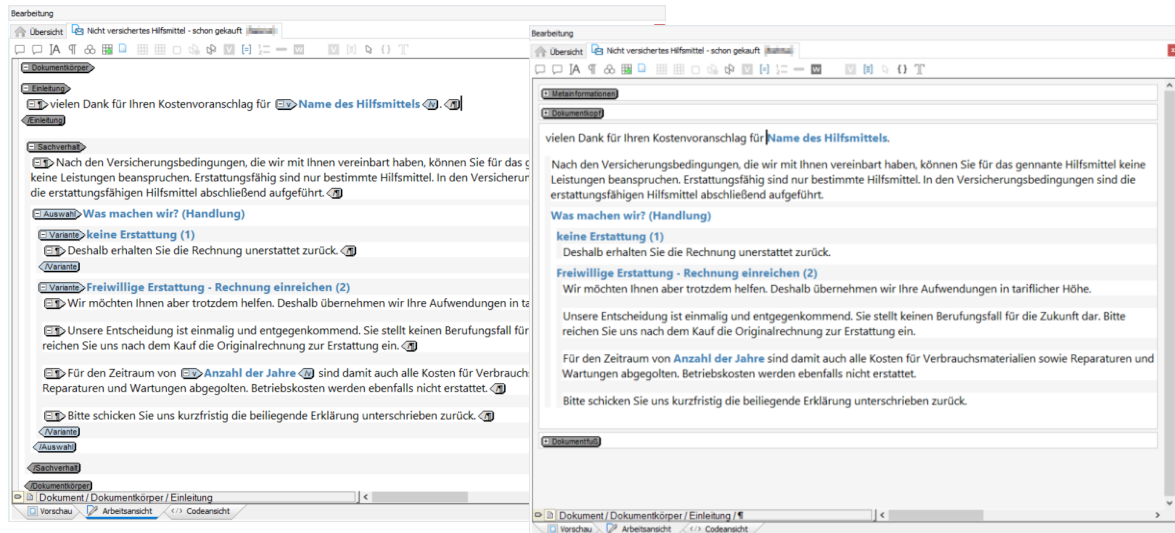 Bearbeitung
Übersicht
Nicht versichertes Hilfsmittel - schon gekauft
Dokumentkörper
Einleitung
vielen Dank für Ihren Kostenvoranschlag für v Name des Hilfsmittels /v. ¶
/Einleitung
Sachverhalt
¶ Nach den Versicherungsbedingungen, die wir mit Ihnen vereinbart haben, können Sie für das g
keine Leistungen beanspruchen. Erstattungsfähig sind nur bestimmte Hilfsmittel. In den Versicherun
die erstattungsfähigen Hilfsmittel abschließend aufgeführt. ¶
Auswahl Was machen wir? (Handlung)
Variante keine Erstattung (1)
¶ Deshalb erhalten Sie die Rechnung unerstattet zurück. ¶
/Variante
Variante Freiwillige Erstattung - Rechnung einreichen (2)
¶ Wir möchten Ihnen aber trotzdem helfen. Deshalb übernehmen wir Ihre Aufwendungen in ta
¶ Unsere Entscheidung ist einmalig und entgegenkommend. Sie stellt keinen Berufungsfall für
reichen Sie uns nach dem Kauf die Originalrechnung zur Erstattung ein. ¶
¶ Für den Zeitraum von v Anzahl der Jahre /v sind damit auch alle Kosten für Verbrauchs
Reparaturen und Wartungen abgegolten. Betriebskosten werden ebenfalls nicht erstattet. ¶
¶ Bitte schicken Sie uns kurzfristig die beiliegende Erklärung unterschrieben zurück. ¶
/Variante
/Auswahl
/Sachverhalt
/Dokumentkörper
Dokument / Dokumentkörper / Einleitung
Vorschau Arbeitsansicht Codeansicht
Bearbeitung
Übersicht
Nicht versichertes Hilfsmittel - schon gekauft
Metainformationen
Dokumentkopf
vielen Dank für Ihren Kostenvoranschlag für Name des Hilfsmittels.
Nach den Versicherungsbedingungen, die wir mit Ihnen vereinbart haben, können Sie für das gennante Hilfsmittel keine
Leistungen beanspruchen. Erstattungsfähig sind nur bestimmte Hilfsmittel. In den Versicherungsbedingungen sind die
erstattungsfähigen Hilfsmittel abschließend aufgeführt.
Was machen wir? (Handlung)
keine Erstattung (1)
Deshalb erhalten Sie die Rechnung unerstattet zurück.
Freiwillige Erstattung - Rechnung einreichen (2)
Wir möchten Ihnen aber trotzdem helfen. Deshalb übernehmen wir Ihre Aufwendungen in tariflicher Höhe.
Unsere Entscheidung ist einmalig und entgegenkommend. Sie stellt keinen Berufungsfall für die Zukunft dar. Bitte
reichen Sie uns nach dem Kauf die Originalrechnung zur Erstattung ein.
Für den Zeitraum von Anzahl der Jahre sind damit auch alle Kosten für Verbrauchsmaterialien sowie Reparaturen und
Wartungen abgegolten. Betriebskosten werden ebenfalls nicht erstattet.
Bitte schicken Sie uns kurzfristig die beiliegende Erklärung unterschrieben zurück.
Dokumentfuß
Dokument / Dokumentkörper / Einleitung / ¶
Vorschau Arbeitsansicht Codeansicht